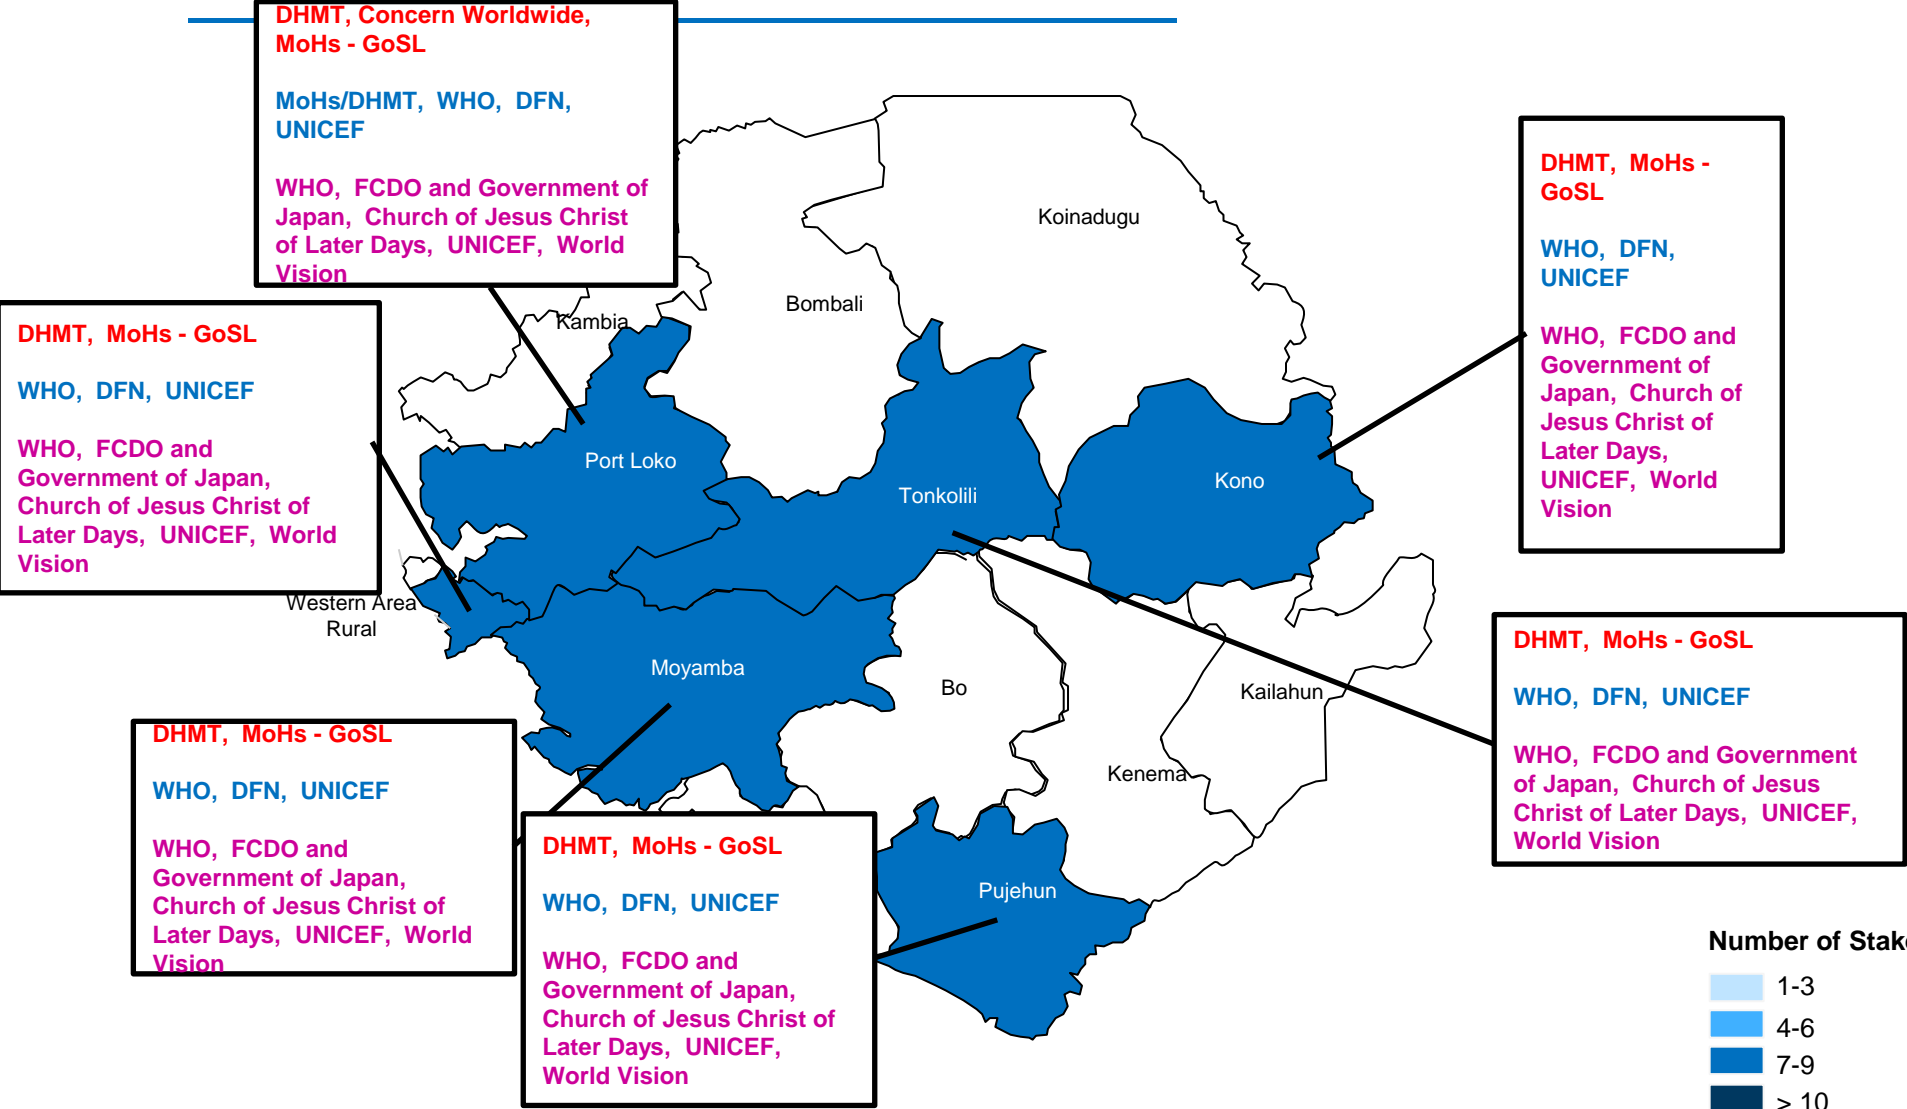 DHMT, Concern Worldwide,
MoHs - GoSL
MoHs/DHMT, WHO, DFN,
UNICEF
WHO, FCDO and Government of
Japan, Church of Jesus Christ
of Later Days, UNICEF, World
Vision
DHMT, MoHs -
GoSL
WHO, DFN,
UNICEF
WHO, FCDO and
Government of
Japan, Church of
Jesus Christ of
Later Days,
UNICEF, World
Vision
Koinadugu
Bombali
Kambia
DHMT, MoHs - GoSL
WHO, DFN, UNICEF
WHO, FCDO and
Government of Japan,
Church of Jesus Christ of
Later Days, UNICEF, World
Vision
Port Loko
Tonkolili
Kono
Western Area
Rural
Moyamba
Bo
Kailahun
Kenema
DHMT, MoHs - GoSL
WHO, DFN, UNICEF
WHO, FCDO and Government
of Japan, Church of Jesus
Christ of Later Days, UNICEF,
World Vision
DHMT, MoHs - GoSL
WHO, DFN, UNICEF
WHO, FCDO and
Government of Japan,
Church of Jesus Christ of
Later Days, UNICEF, World
Vision
DHMT, MoHs - GoSL
WHO, DFN, UNICEF
WHO, FCDO and
Government of Japan,
Church of Jesus Christ of
Later Days, UNICEF,
World Vision
Pujehun
Number of
1-3
4-6
7-9
> 10